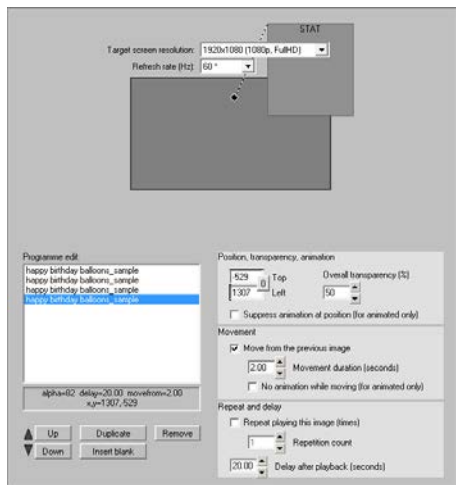 STAT
Target screen resolution: 1920x1080 (1080p, FullHD)
Refresh rate (Hz): 60 *
Programme edit
happy birthday balloons_sample
happy birthday balloons_sample
happy birthday balloons_sample
happy birthday balloons_sample
alpha=82 delay=20.00 movefrom=2.00
x,y=1307,-529
Up Duplicate Remove
Down Insert blank
Position, transparency, animation
-529 Top
0
1307 Left
Overall transparency (%)
50
Suppress animation at position (for animated only)
Movement
Move from the previous image
2.00 Movement duration (seconds)
No animation while moving (for animated only)
Repeat and delay
Repeat playing this image (times)
1 Repetition count
20.00 Delay after playback (seconds)